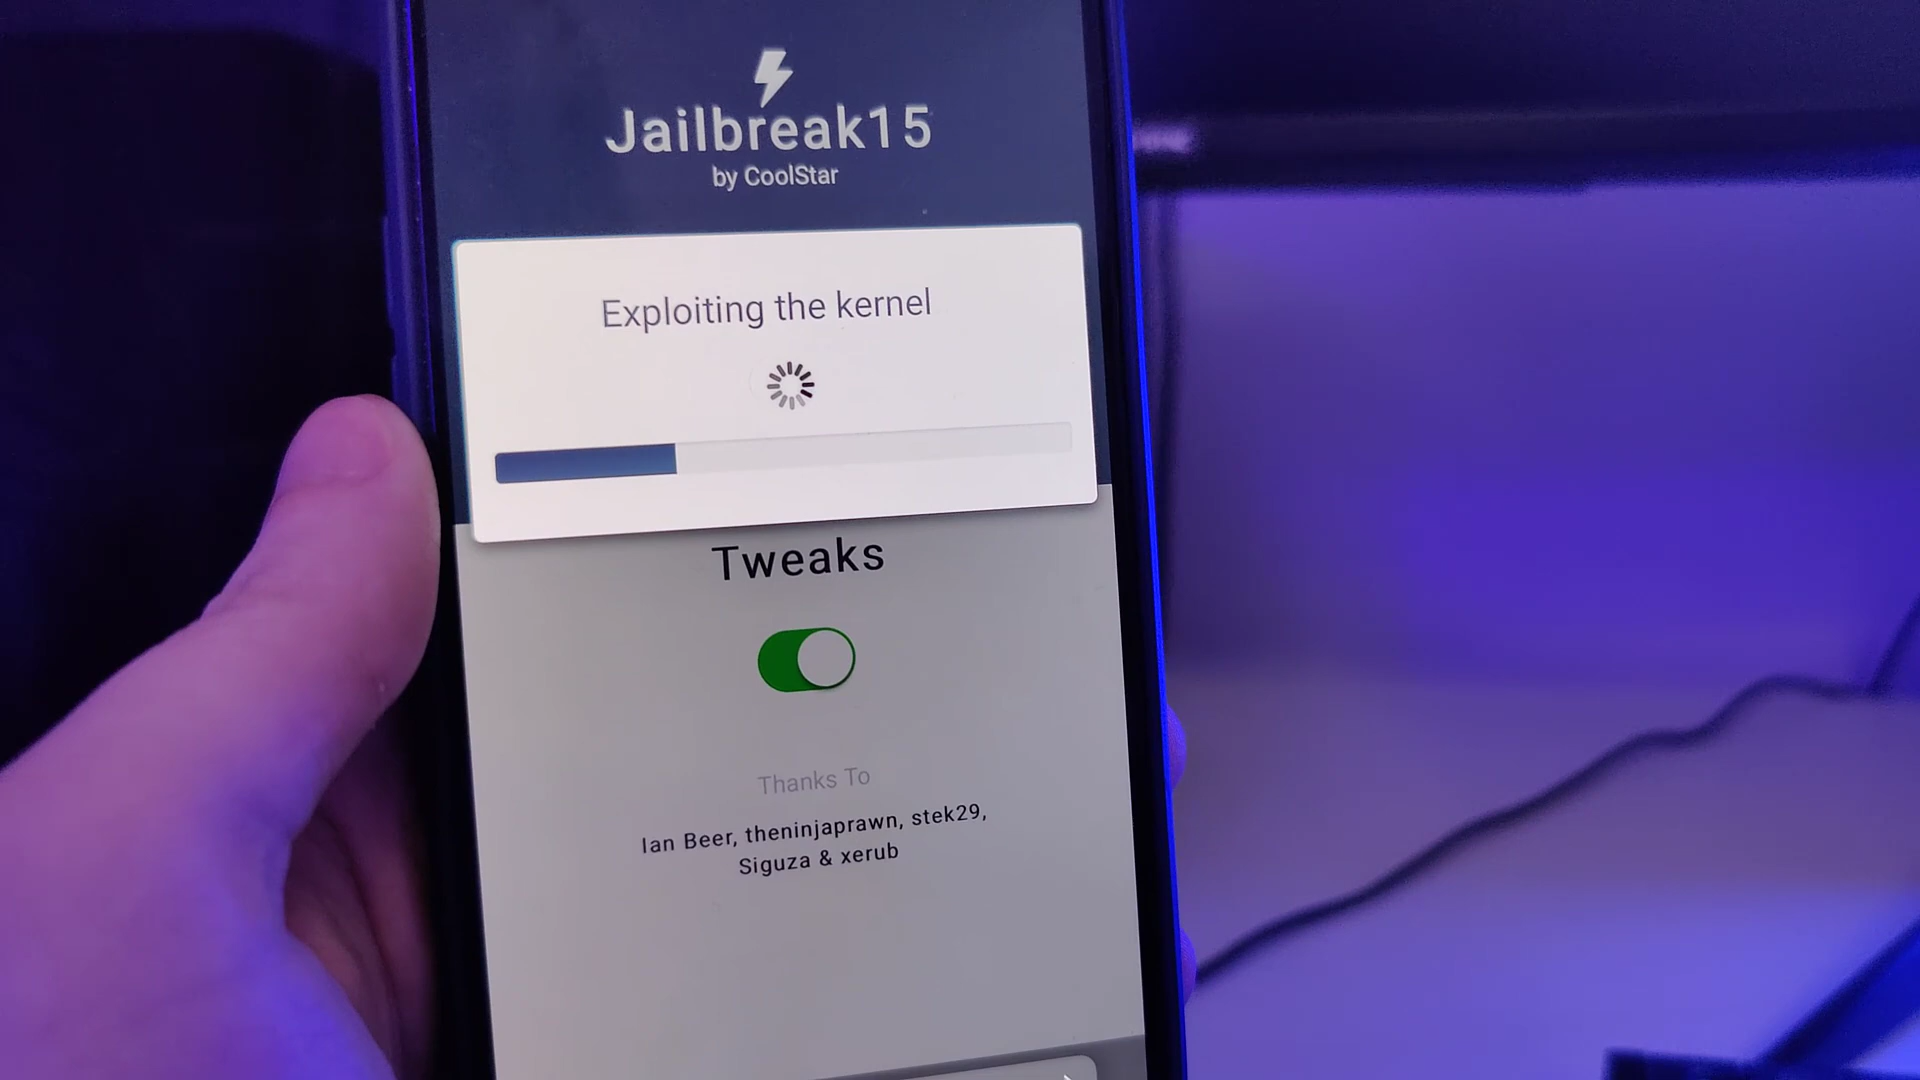 Jailbreak15
by CoolStar
Exploiting the kernel
Tweaks
Thanks To
Ian Beer, theninjaprawn, stek29,
Siguza & xerub